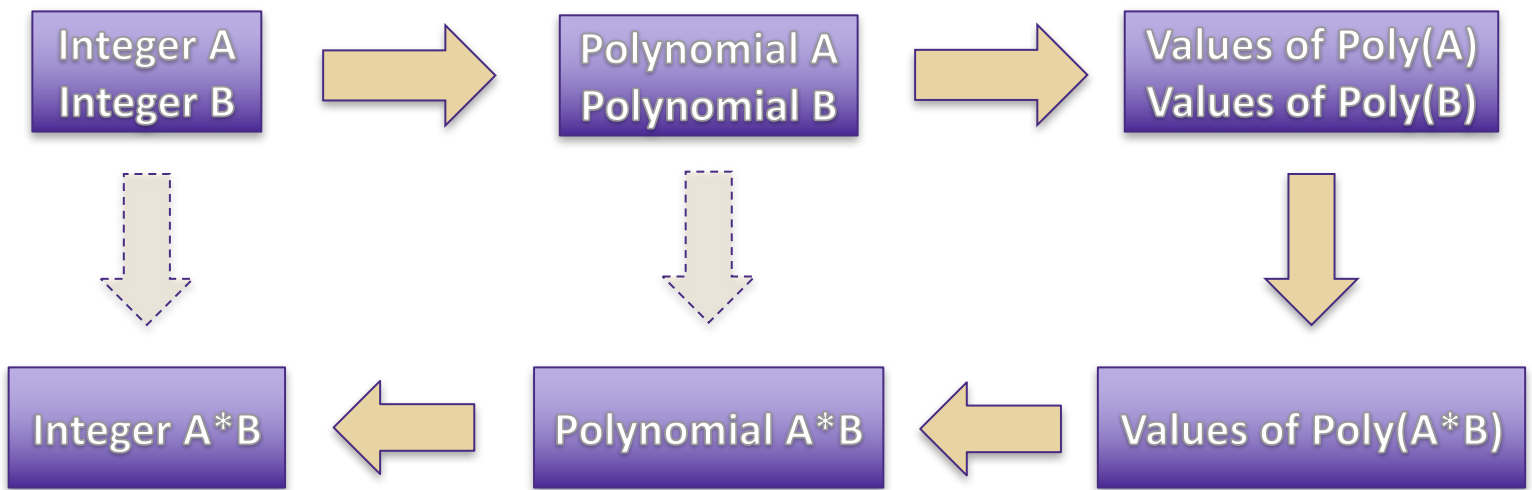 Integer A
Integer B
Polynomial A
Polynomial B
Values of Poly(A)
Values of Poly(B)
Integer A*B
Polynomial A*B
Values of Poly(A*B)